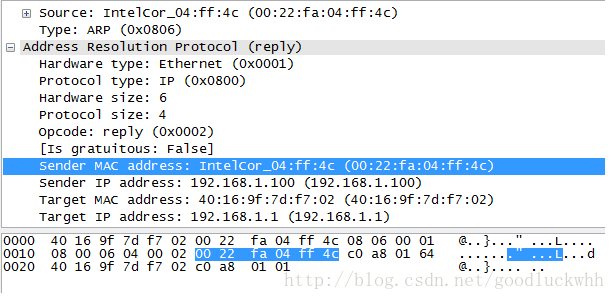 Source: IntelCor_04:ff:4c (00:22:fa:04:ff:4c)
Type: ARP (0x0806)
Address Resolution Protocol (reply)
Hardware type: Ethernet (0x0001)
Protocol type: IP (0x0800)
Hardware size: 6
Protocol size: 4
Opcode: reply (0x0002)
[Is gratuitous: False]
Sender MAC address: IntelCor_04:ff:4c (00:22:fa:04:ff:4c)
Sender IP address: 192.168.1.100 (192.168.1.100)
Target MAC address: 40:16:9f:7d:f7:02 (40:16:9f:7d:f7:02)
Target IP address: 192.168.1.1 (192.168.1.1)
0000 40 16 9f 7d f7 02 00 22 fa 04 ff 4c 08 06 00 01 @..}..." ...L....
0010 08 00 06 04 00 02 00 22 fa 04 ff 4c c0 a8 01 64 ......." ...L...d
0020 40 16 9f 7d f7 02 c0 a8 01 01 @..}.... ..
http://blog.csdn.net/goodluckwhh